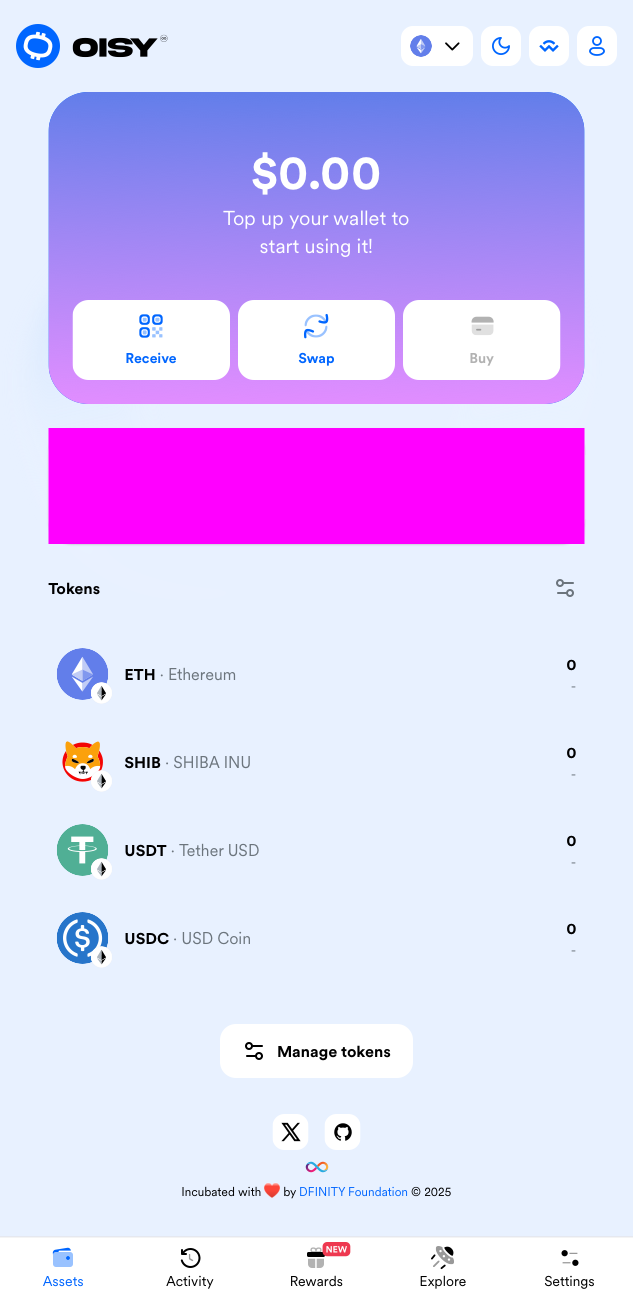 OISY
$0.00
Top up your wallet to
start using it!
Receive
Swap
Buy
Tokens
ETH · Ethereum
0
-
SHIB · SHIBA INU
0
-
USDT · Tether USD
0
-
USDC · USD Coin
0
-
Manage tokens
Incubated with ❤️ by DFINITY Foundation © 2025
NEW
Assets
Activity
Rewards
Explore
Settings